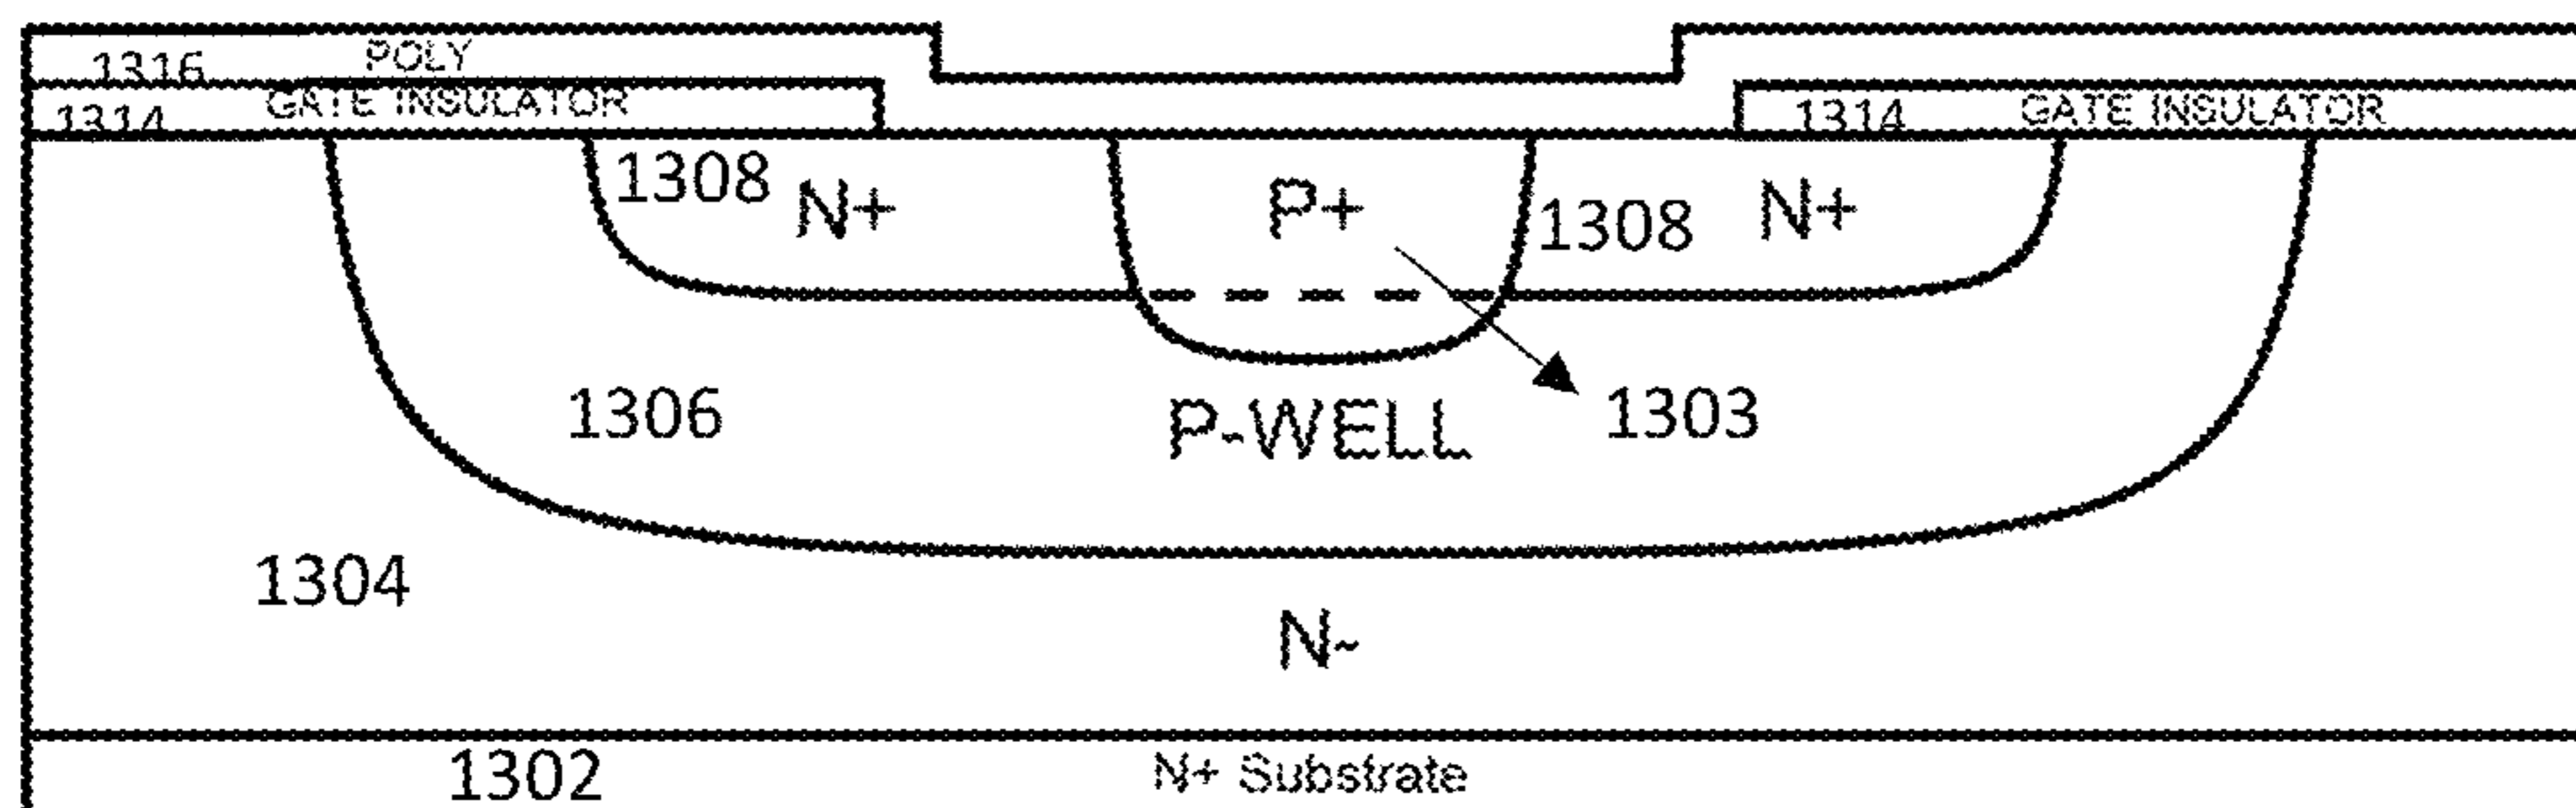 1316 POLY
1314 GATE INSULATOR 1314 GATE INSULATOR
1308 N+ P+ 1308 N+
1306 P-WELL 1303
1304 N-
1302 N+ Substrate